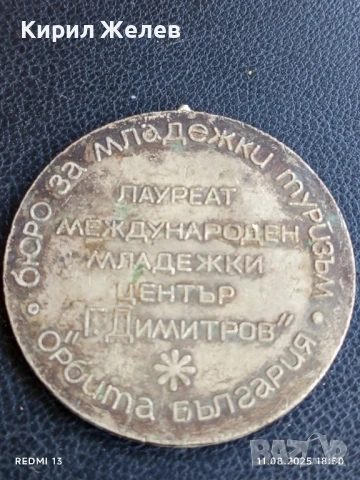 Кирил Желев
• БЮРО ЗА МЛАДЕЖКИ ТУРИЗЪМ •
ЛАУРЕАТ
МЕЖДУНАРОДЕН
МЛАДЕЖКИ
ЦЕНТЪР
"Г.ДИМИТРОВ"
"ОРБИТА БЪЛГАРИЯ"
REDMI 13
11.08.2025 18:50